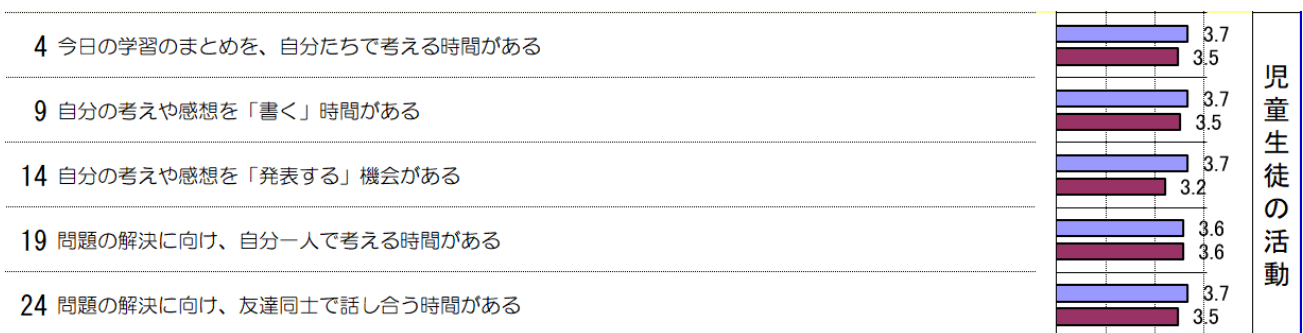 4 今日の学習のまとめを、自分たちで考える時間がある
3.7
3.5
9 自分の考えや感想を「書く」時間がある
3.7
3.5
14 自分の考えや感想を「発表する」機会がある
3.7
3.2
19 問題の解決に向け、自分一人で考える時間がある
3.6
3.6
24 問題の解決に向け、友達同士で話し合う時間がある
3.7
3.5
児童生徒の活動